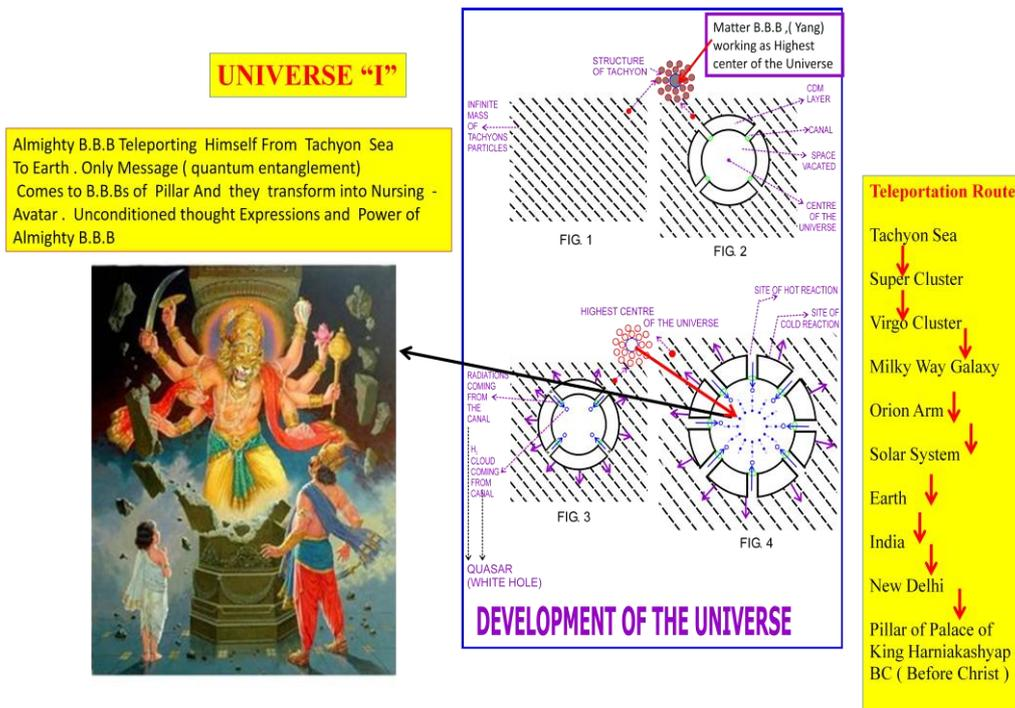 UNIVERSE “I”
Almighty B.B.B Teleporting Himself From Tachyon Sea
To Earth . Only Message ( quantum entanglement)
Comes to B.B.Bs of Pillar And they transform into Nursing -
Avatar . Unconditioned thought Expressions and Power of
Almighty B.B.B
Matter B.B.B ,( Yang)
working as Highest
center of the Universe
STRUCTURE
OF TACHYON
INFINITE
MASS
OF
TACHYONS
PARTICLES
FIG. 1
CDM
LAYER
CANAL
SPACE
VACATED
CENTRE
OF THE
UNIVERSE
FIG. 2
HIGHEST CENTRE
OF THE UNIVERSE
SITE OF HOT REACTION
SITE OF
COLD REACTION
RADIATIONS
COMING
FROM
THE
CANAL
H,
CLOUD
COMING
FROM
CANAL
FIG. 3
FIG. 4
QUASAR
(WHITE HOLE)
DEVELOPMENT OF THE UNIVERSE
Teleportation Route
Tachyon Sea
Super Cluster
Virgo Cluster
Milky Way Galaxy
Orion Arm
Solar System
Earth
India
New Delhi
Pillar of Palace of
King Harniakashyap
BC ( Before Christ )